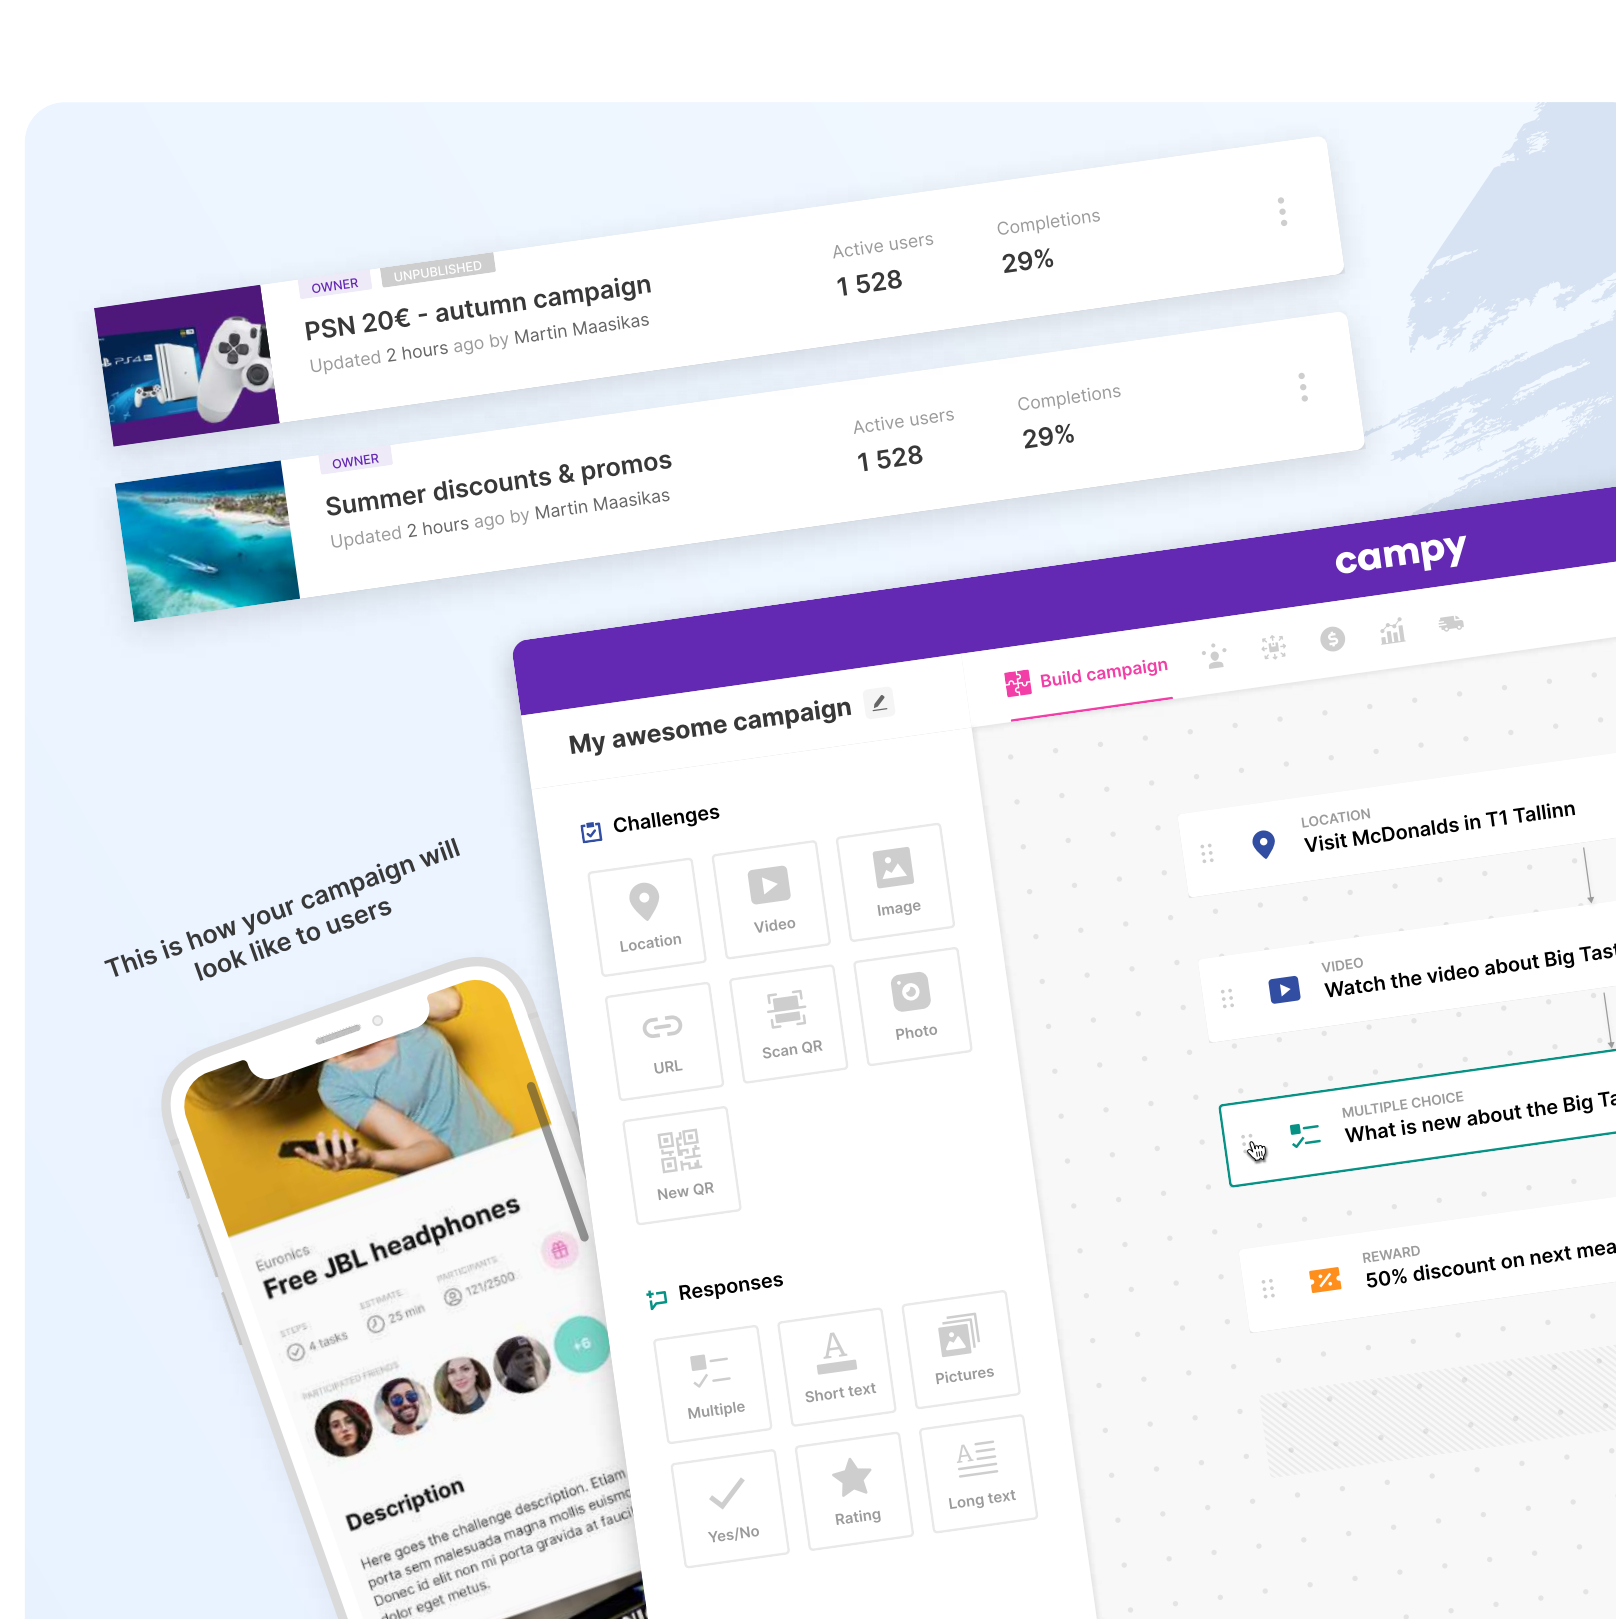 OWNER
UNPUBLISHED
PSN 20€ - autumn campaign
Updated 2 hours ago by Martin Maasikas
Active users
1 528
Completions
29%
OWNER
Summer discounts & promos
Updated 2 hours ago by Martin Maasikas
Active users
1 528
Completions
29%
PS4
campy
My awesome campaign
Build campaign
Challenges
Location
Video
Image
URL
Scan QR
Photo
New QR
Responses
Multiple
Short text
Pictures
Yes/No
Rating
Long text
LOCATION
Visit McDonalds in T1 Tallinn
VIDEO
Watch the video about Big Tast
MULTIPLE CHOICE
What is new about the Big Ta
REWARD
50% discount on next mea
This is how your campaign will
look like to users
Euronics
Free JBL headphones
STEPS
4 tasks
ESTIMATE
25 min
PARTICIPANTS
121/2500
PARTICIPATED FRIENDS
+6
Description
Here goes the challenge description. Etiam
porta sem malesuada magna mollis euismo
Donec id elit non mi porta gravida at fauci
dolor eget metus.